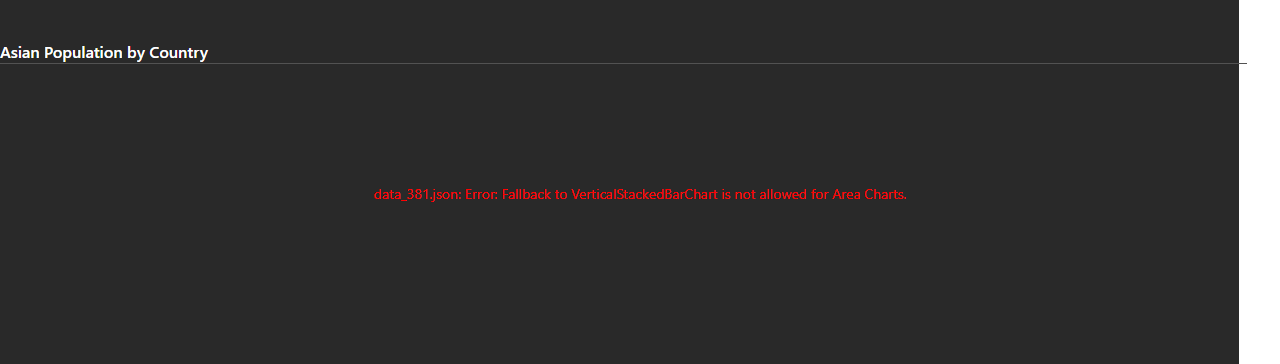 Asian Population by Country
data_381.json: Error: Fallback to VerticalStackedBarChart is not allowed for Area Charts.